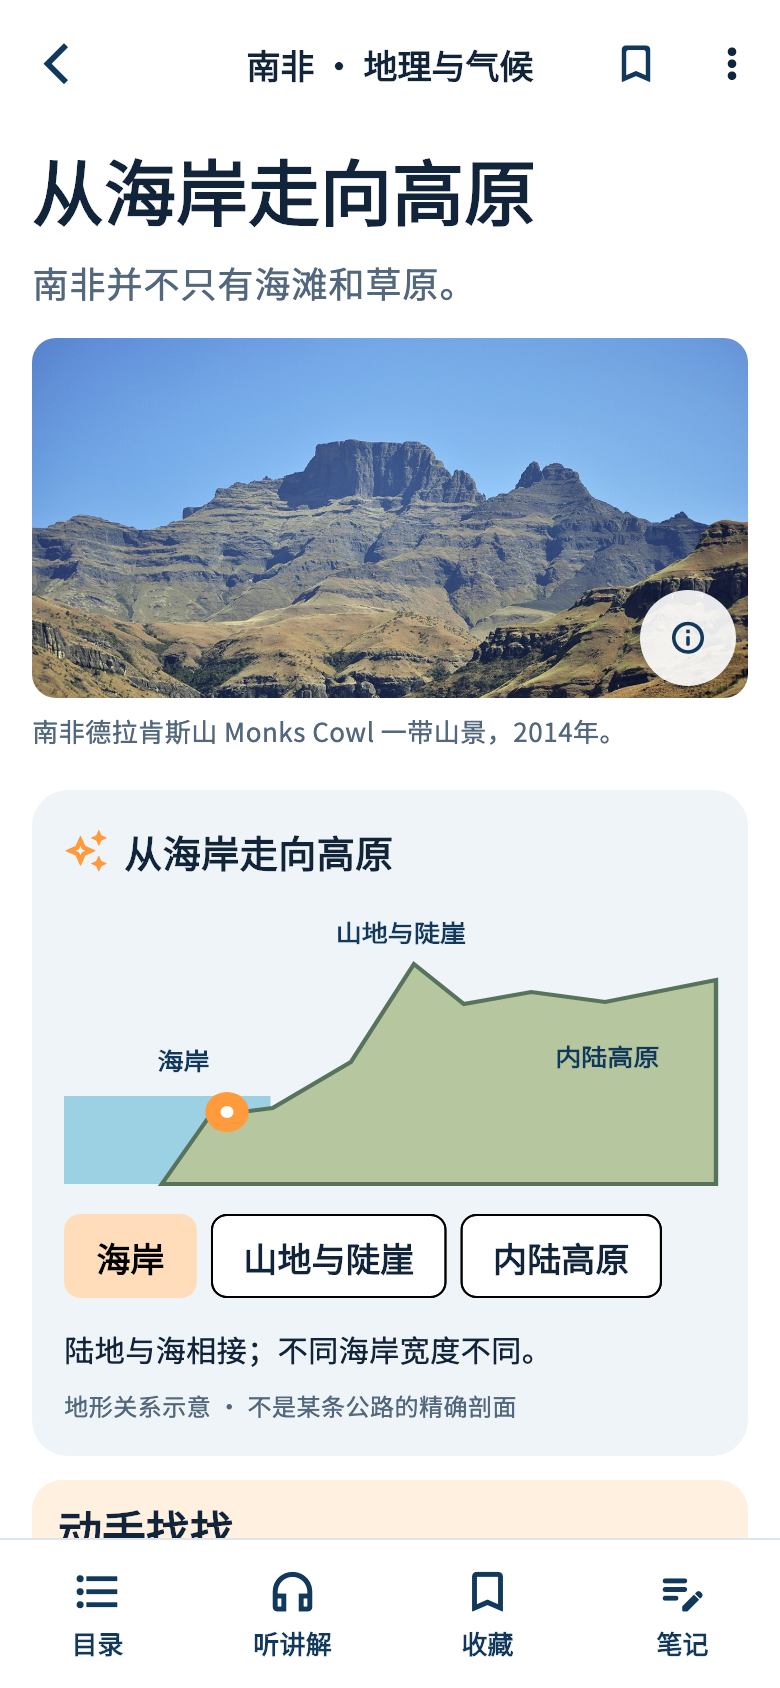 南非 · 地理与气候
从海岸走向高原
南非并不只有海滩和草原。
南非德拉肯斯山 Monks Cowl 一带山景，2014年。
从海岸走向高原
山地与陡崖
海岸
内陆高原
海岸
山地与陡崖
内陆高原
陆地与海相接；不同海岸宽度不同。
地形关系示意 · 不是某条公路的精确剖面
动手找找
目录
听讲解
收藏
笔记